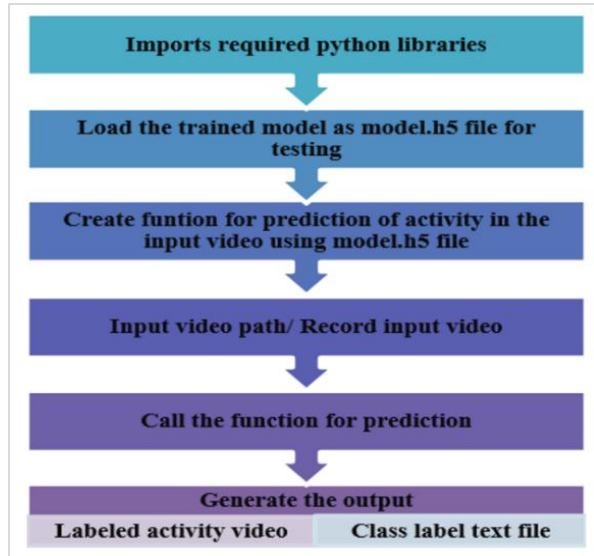 Imports required python libraries
Load the trained model as model.h5 file for
testing
Create funtion for prediction of activity in the
input video using model.h5 file
Input video path/ Record input video
Call the function for prediction
Generate the output
Labeled activity video
Class label text file